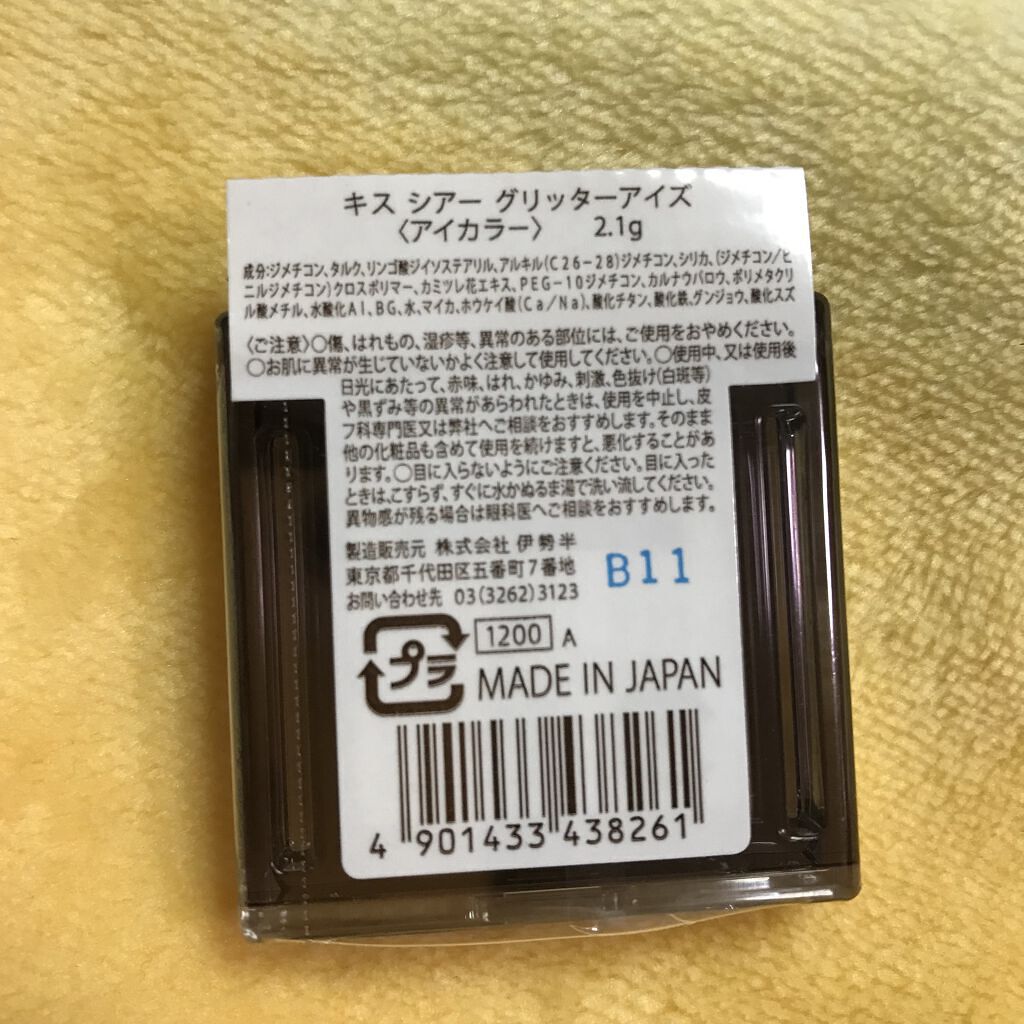 キス シアー グリッターアイズ
〈アイカラー〉 2.1g
成分:ジメチコン、タルク、リンゴ酸ジイソステアリル、アルキル(C26-28)ジメチコン、シリカ、(ジメチコン/ビ
ニルジメチコン)クロスポリマー、カミツレ花エキス、PEG-10ジメチコン、カルナウバロウ、ポリメタクリ
ル酸メチル、水酸化Al、BG、水、マイカ、ホウケイ酸(Ca/Na)、酸化チタン、酸化鉄、グンジョウ、酸化スズ
〈ご注意〉○傷、はれもの、湿疹等、異常のある部位には、ご使用をおやめください。
○お肌に異常が生じていないかよく注意して使用してください。○使用中、又は使用後
日光にあたって、赤味、はれ、かゆみ、刺激、色抜け(白斑等)
や黒ずみ等の異常があらわれたときは、使用を中止し、皮
フ科専門医又は弊社へご相談をおすすめします。そのまま
他の化粧品も含めて使用を続けますと、悪化することがあ
ります。○目に入らないようにご注意ください。目に入った
ときは、こすらず、すぐに水かぬるま湯で洗い流してください。
異物感が残る場合は眼科医へご相談をおすすめします。
製造販売元 株式会社 伊勢半
東京都千代田区五番町7番地
お問い合わせ先 03(3262)3123
B11
プラ
1200 A
MADE IN JAPAN
4 901433 438261